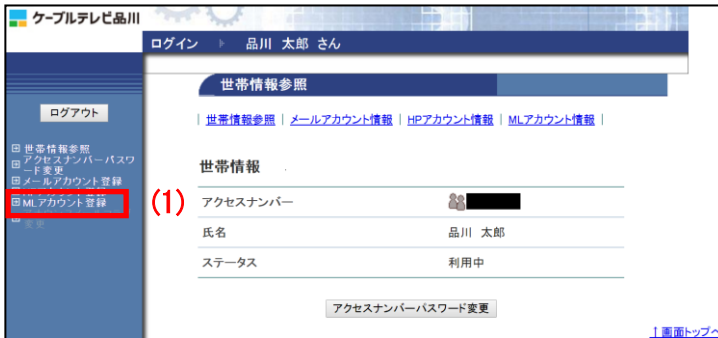 ケーブルテレビ品川
ログイン 品川 太郎 さん
世帯情報参照
ログアウト
世帯情報参照 | メールアカウント情報 | HPアカウント情報 | MLアカウント情報 |
世帯情報参照
アクセスナンバーパスワ
ード変更
メールアカウント登録
MLアカウント登録
変更
(1)
世帯情報
アクセスナンバー
氏名 品川 太郎
ステータス 利用中
アクセスナンバーパスワード変更
↑画面トップへ